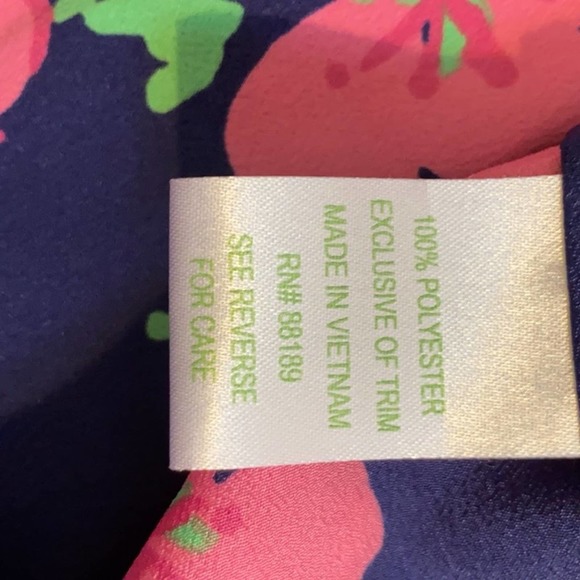 100% POLYESTER
EXCLUSIVE OF TRIM
MADE IN VIETNAM
RN# 88189
SEE REVERSE
FOR CARE